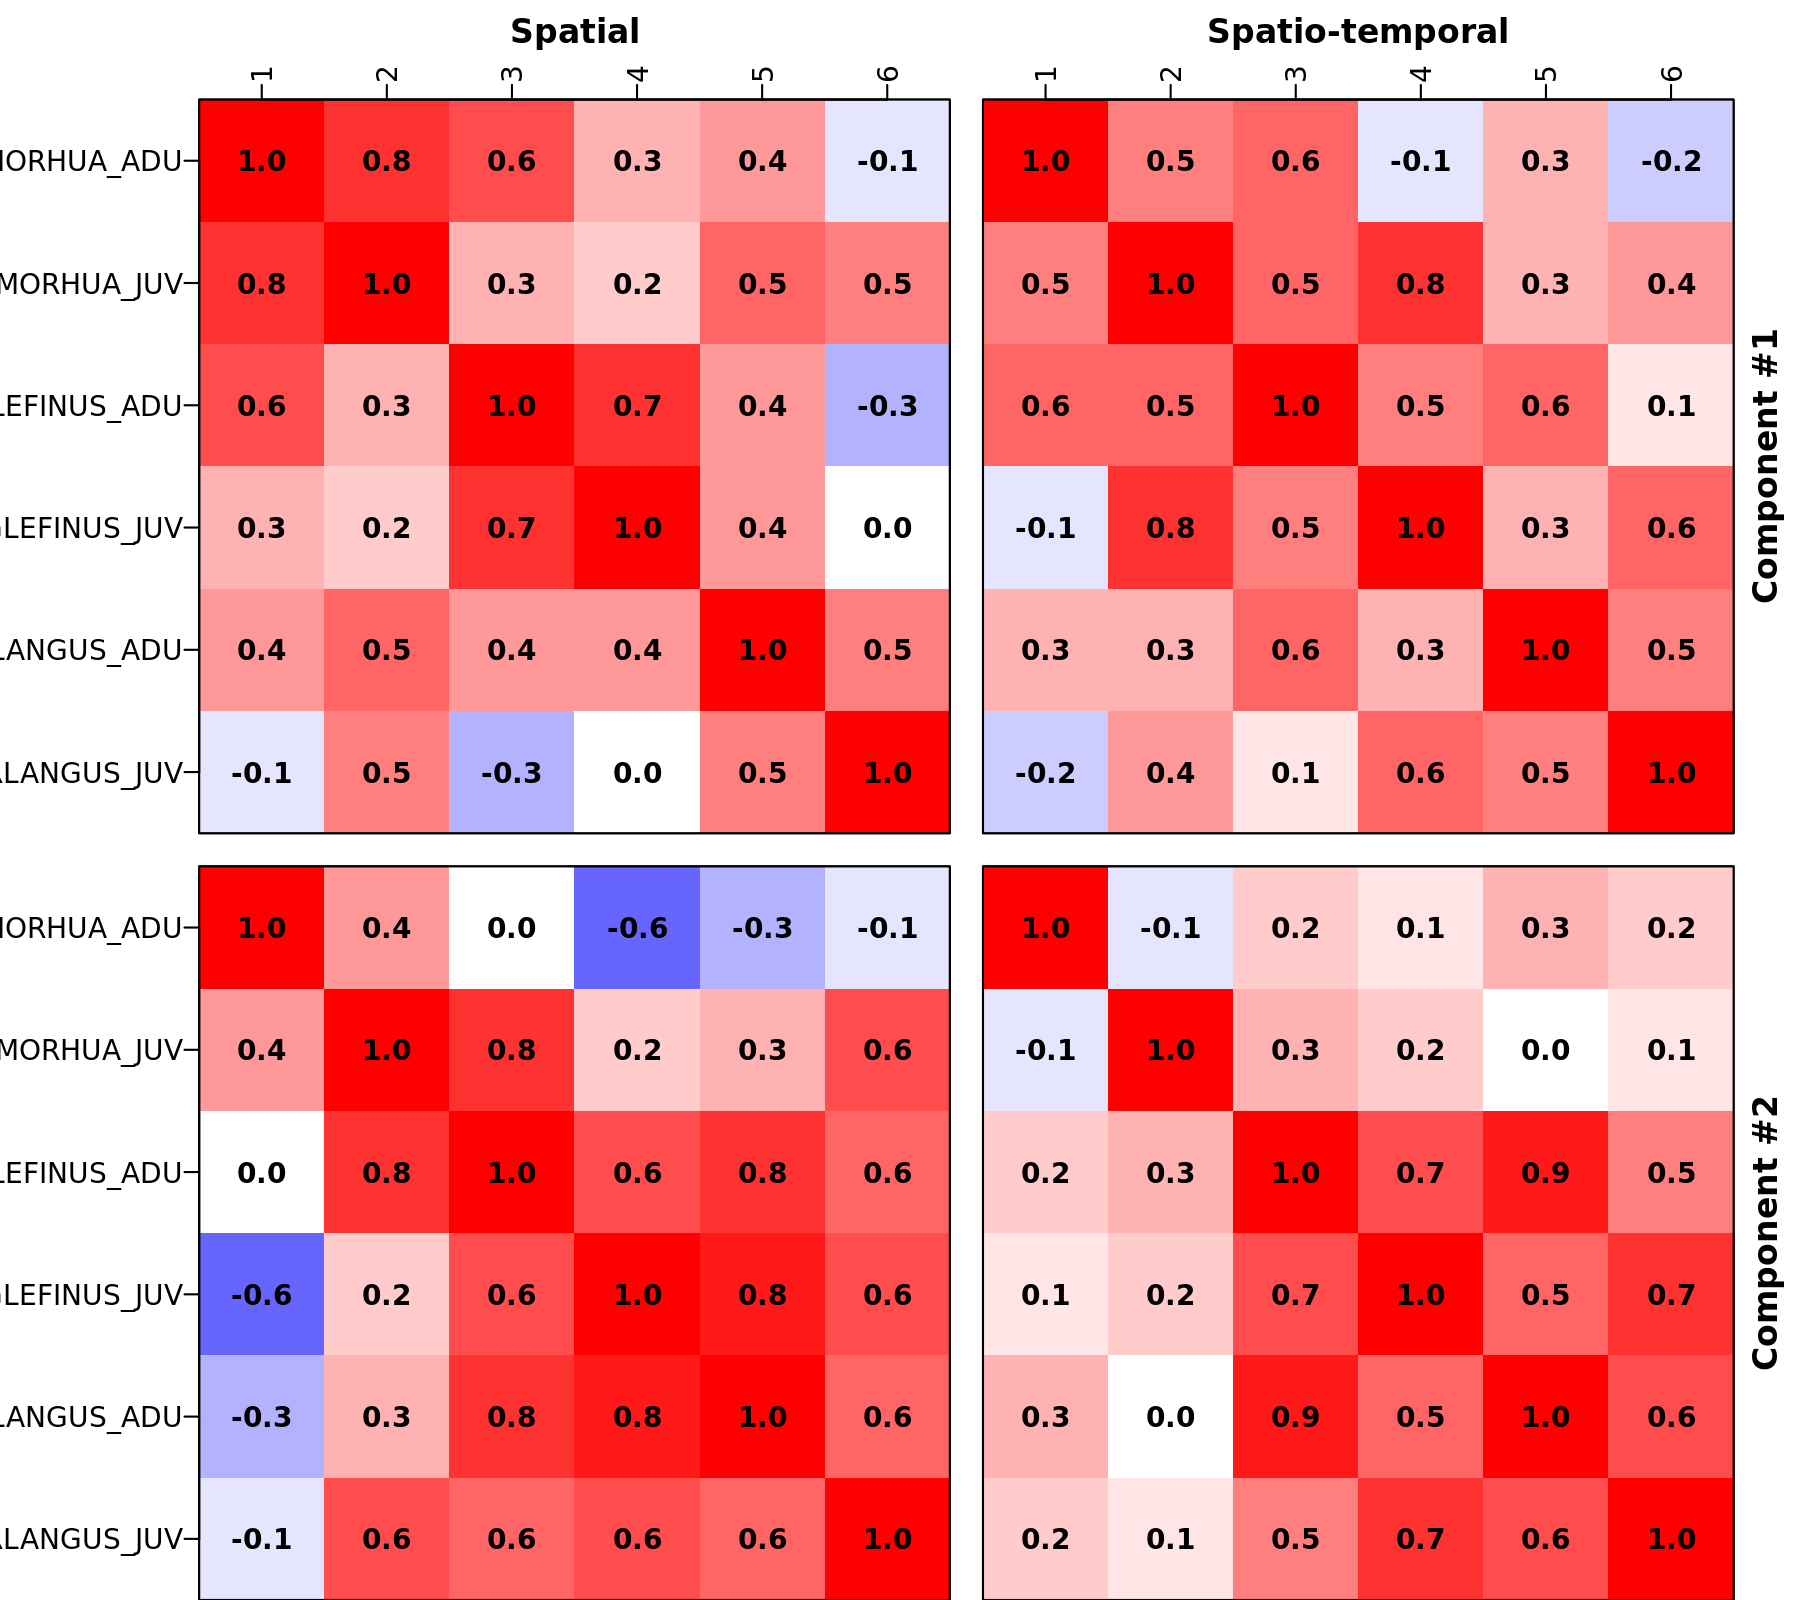 Spatial Spatio-temporal
1 2 3 4 5 6 1 2 3 4 5 6
ORHUA_ADU 1.0 0.8 0.6 0.3 0.4 -0.1 1.0 0.5 0.6 -0.1 0.3 -0.2
MORHUA_JUV 0.8 1.0 0.3 0.2 0.5 0.5 0.5 1.0 0.5 0.8 0.3 0.4
LEFINUS_ADU 0.6 0.3 1.0 0.7 0.4 -0.3 0.6 0.5 1.0 0.5 0.6 0.1
LEFINUS_JUV 0.3 0.2 0.7 1.0 0.4 0.0 -0.1 0.8 0.5 1.0 0.3 0.6
LANGUS_ADU 0.4 0.5 0.4 0.4 1.0 0.5 0.3 0.3 0.6 0.3 1.0 0.5
LANGUS_JUV -0.1 0.5 -0.3 0.0 0.5 1.0 -0.2 0.4 0.1 0.6 0.5 1.0
Component #1
ORHUA_ADU 1.0 0.4 0.0 -0.6 -0.3 -0.1 1.0 -0.1 0.2 0.1 0.3 0.2
MORHUA_JUV 0.4 1.0 0.8 0.2 0.3 0.6 -0.1 1.0 0.3 0.2 0.0 0.1
LEFINUS_ADU 0.0 0.8 1.0 0.6 0.8 0.6 0.2 0.3 1.0 0.7 0.9 0.5
LEFINUS_JUV -0.6 0.2 0.6 1.0 0.8 0.6 0.1 0.2 0.7 1.0 0.5 0.7
LANGUS_ADU -0.3 0.3 0.8 0.8 1.0 0.6 0.3 0.0 0.9 0.5 1.0 0.6
LANGUS_JUV -0.1 0.6 0.6 0.6 0.6 1.0 0.2 0.1 0.5 0.7 0.6 1.0
Component #2